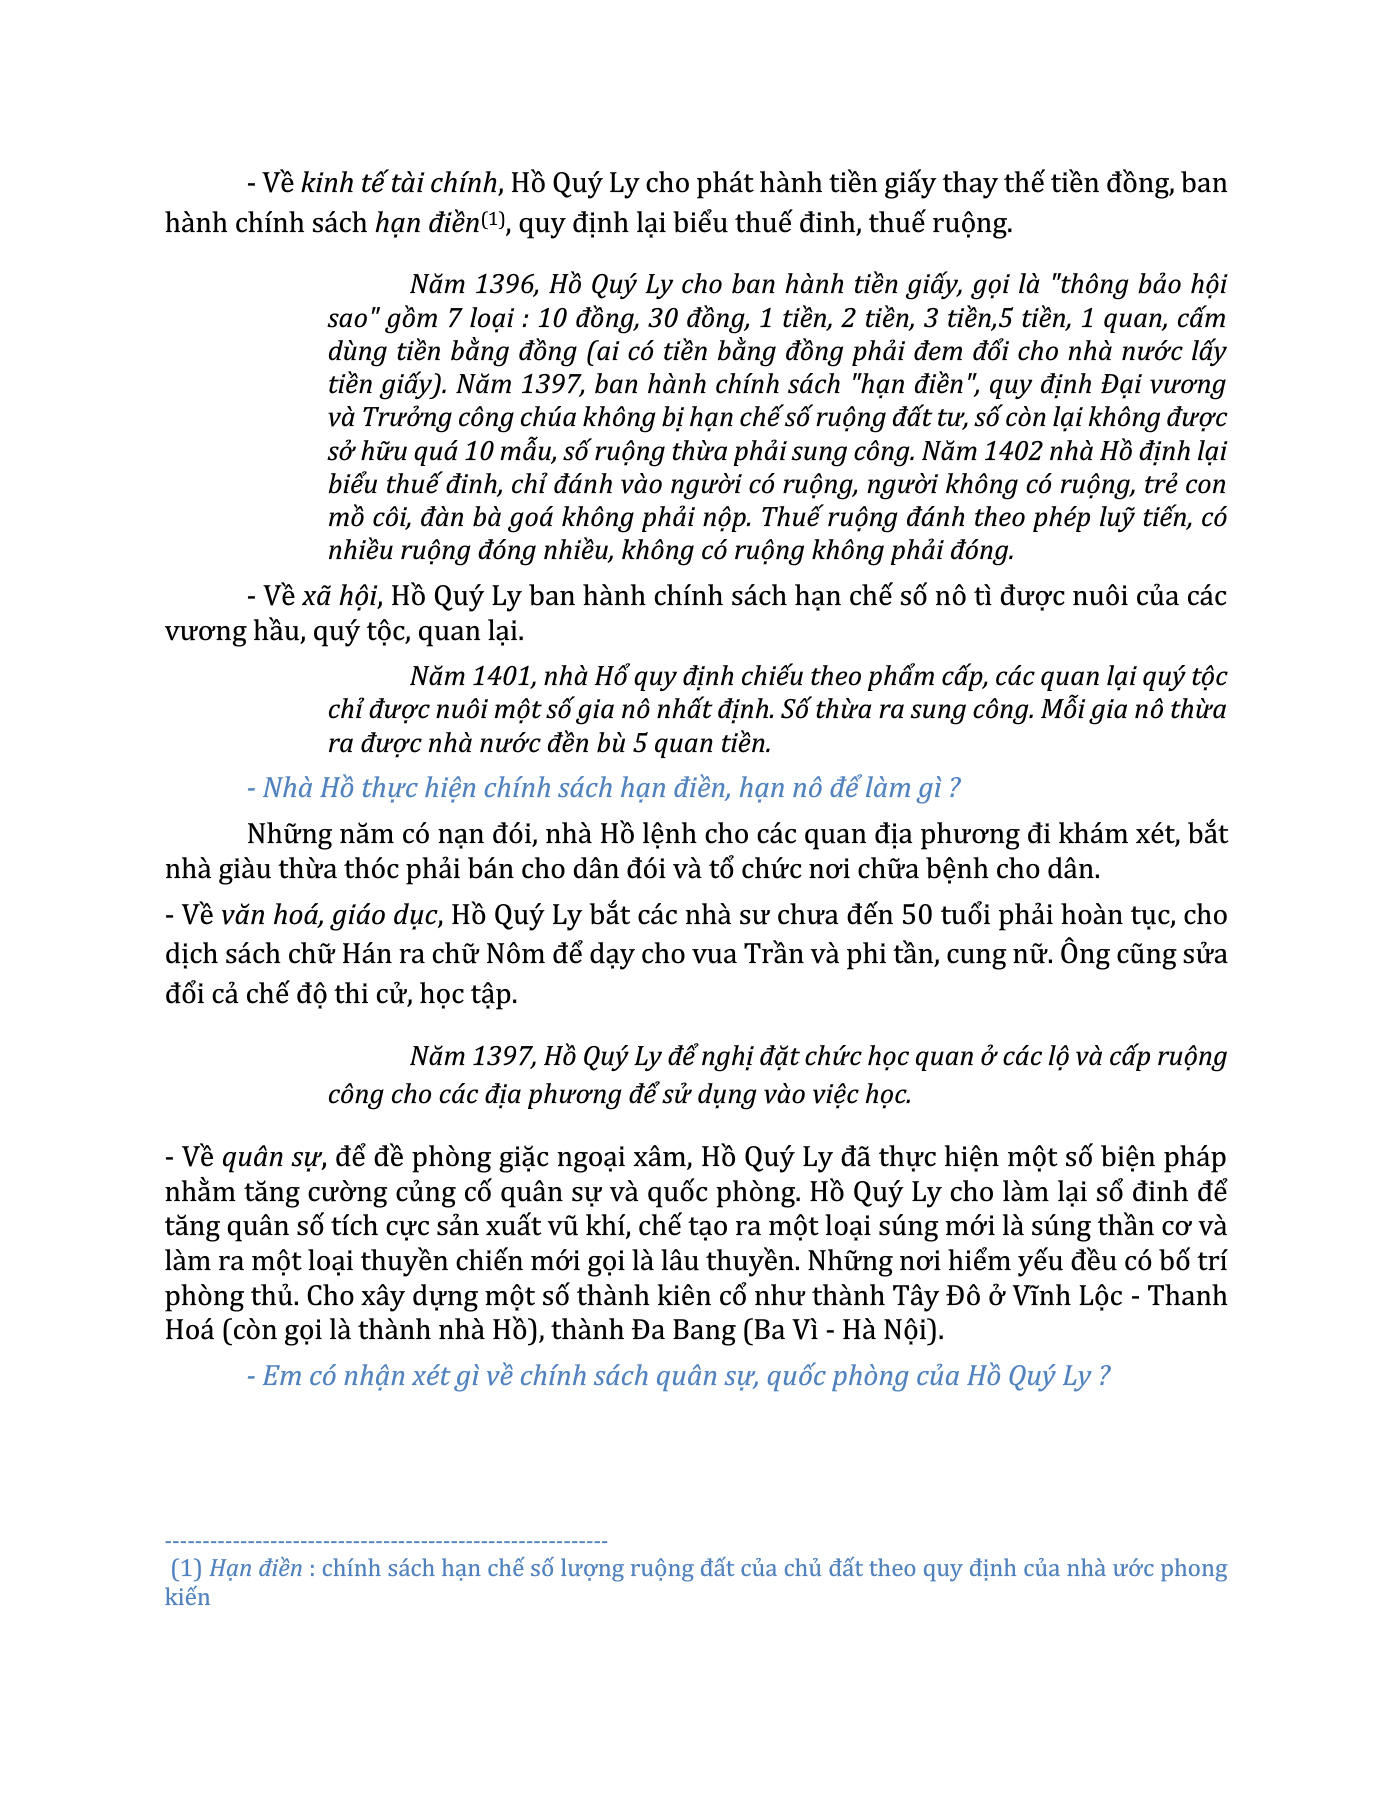 - Về kinh tế tài chính, Hồ Quý Ly cho phát hành tiền giấy thay thế tiền đồng, ban
hành chính sách hạn điền(1), quy định lại biểu thuế đinh, thuế ruộng.
Năm 1396, Hồ Quý Ly cho ban hành tiền giấy, gọi là "thông bảo hội
sao" gồm 7 loại : 10 đồng, 30 đồng, 1 tiền, 2 tiền, 3 tiền,5 tiền, 1 quan, cấm
dùng tiền bằng đồng (ai có tiền bằng đồng phải đem đổi cho nhà nước lấy
tiền giấy). Năm 1397, ban hành chính sách "hạn điền", quy định Đại vương
và Trưởng công chúa không bị hạn chế số ruộng đất tư, số còn lại không được
sở hữu quá 10 mẫu, số ruộng thừa phải sung công. Năm 1402 nhà Hồ định lại
biểu thuế đinh, chỉ đánh vào người có ruộng, người không có ruộng, trẻ con
mồ côi, đàn bà goá không phải nộp. Thuế ruộng đánh theo phép luỹ tiến, có
nhiều ruộng đóng nhiều, không có ruộng không phải đóng.
- Về xã hội, Hồ Quý Ly ban hành chính sách hạn chế số nô tì được nuôi của các
vương hầu, quý tộc, quan lại.
Năm 1401, nhà Hổ quy định chiếu theo phẩm cấp, các quan lại quý tộc
chỉ được nuôi một số gia nô nhất định. Số thừa ra sung công. Mỗi gia nô thừa
ra được nhà nước đền bù 5 quan tiền.
- Nhà Hồ thực hiện chính sách hạn điền, hạn nô để làm gì ?
Những năm có nạn đói, nhà Hồ lệnh cho các quan địa phương đi khám xét, bắt
nhà giàu thừa thóc phải bán cho dân đói và tổ chức nơi chữa bệnh cho dân.
- Về văn hoá, giáo dục, Hồ Quý Ly bắt các nhà sư chưa đến 50 tuổi phải hoàn tục, cho
dịch sách chữ Hán ra chữ Nôm để dạy cho vua Trần và phi tần, cung nữ. Ông cũng sửa
đổi cả chế độ thi cử, học tập.
Năm 1397, Hồ Quý Ly để nghị đặt chức học quan ở các lộ và cấp ruộng
công cho các địa phương để sử dụng vào việc học.
- Về quân sự, để đề phòng giặc ngoại xâm, Hồ Quý Ly đã thực hiện một số biện pháp
nhằm tăng cường củng cố quân sự và quốc phòng. Hồ Quý Ly cho làm lại sổ đinh để
tăng quân số tích cực sản xuất vũ khí, chế tạo ra một loại súng mới là súng thần cơ và
làm ra một loại thuyền chiến mới gọi là lâu thuyền. Những nơi hiểm yếu đều có bố trí
phòng thủ. Cho xây dựng một số thành kiên cổ như thành Tây Đô ở Vĩnh Lộc - Thanh
Hoá (còn gọi là thành nhà Hồ), thành Đa Bang (Ba Vì - Hà Nội).
- Em có nhận xét gì về chính sách quân sự, quốc phòng của Hồ Quý Ly ?
-----------------------------------------------------------
(1) Hạn điền : chính sách hạn chế số lượng ruộng đất của chủ đất theo quy định của nhà ước phong
kiến